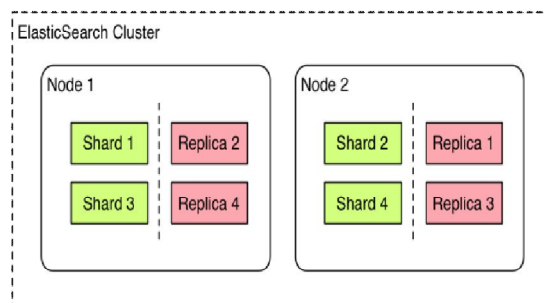 ElasticSearch Cluster
Node 1
Shard 1
Replica 2
Shard 3
Replica 4
Node 2
Shard 2
Replica 1
Shard 4
Replica 3